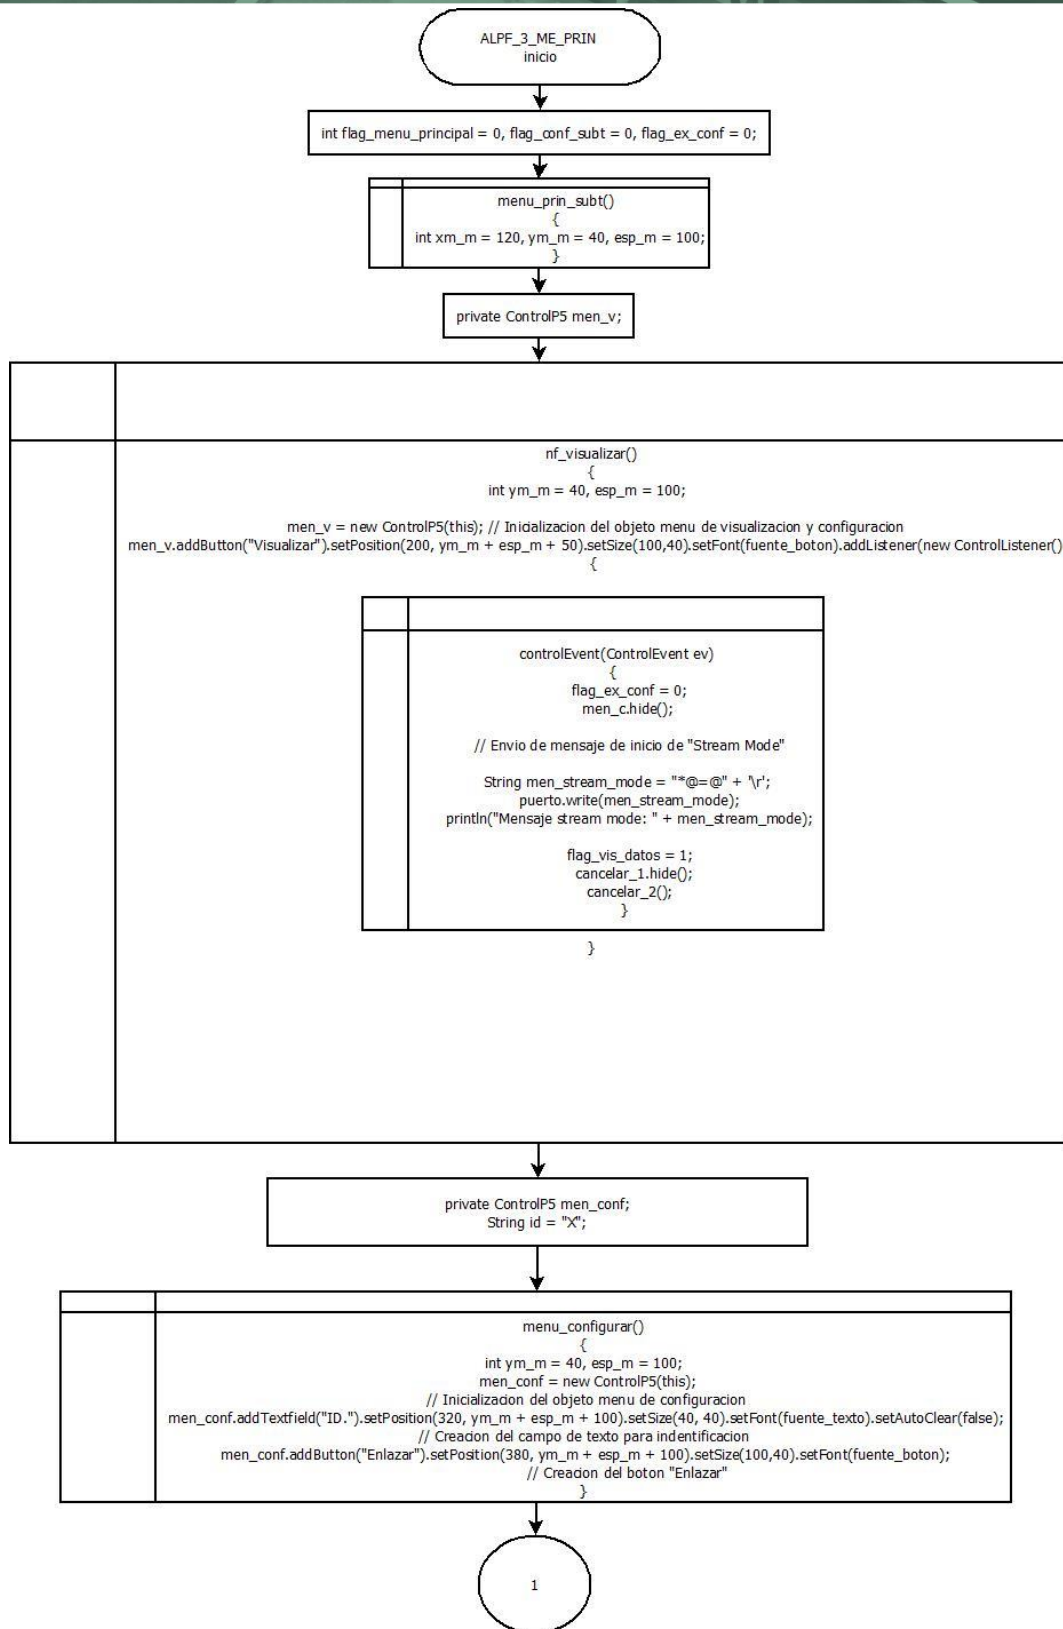 ALPF_3_ME_PRIN
inicio
int flag_menu_principal = 0, flag_conf_subt = 0, flag_ex_conf = 0;
menu_prin_subt()
{
int xm_m = 120, ym_m = 40, esp_m = 100;
}
private ControlP5 men_v;
nf_visualizar()
{
int ym_m = 40, esp_m = 100;
men_v = new ControlP5(this); // Inicializacion del objeto menu de visualizacion y configuracion
men_v.addButton("Visualizar").setPosition(200, ym_m + esp_m + 50).setSize(100,40).setFont(fuente_boton).addListener(new ControlListener()
{
controlEvent(ControlEvent ev)
{
flag_ex_conf = 0;
men_c.hide();
// Envio de mensaje de inicio de "Stream Mode"
String men_stream_mode = "*@=@" + '\r';
puerto.write(men_stream_mode);
println("Mensaje stream mode: " + men_stream_mode);
flag_vis_datos = 1;
cancelar_1.hide();
cancelar_2();
}
}
private ControlP5 men_conf;
String id = "X";
menu_configurar()
{
int ym_m = 40, esp_m = 100;
men_conf = new ControlP5(this);
// Inicializacion del objeto menu de configuracion
men_conf.addTextfield("ID.").setPosition(320, ym_m + esp_m + 100).setSize(40, 40).setFont(fuente_texto).setAutoClear(false);
// Creacion del campo de texto para indentificacion
men_conf.addButton("Enlazar").setPosition(380, ym_m + esp_m + 100).setSize(100,40).setFont(fuente_boton);
// Creacion del boton "Enlazar"
}
1